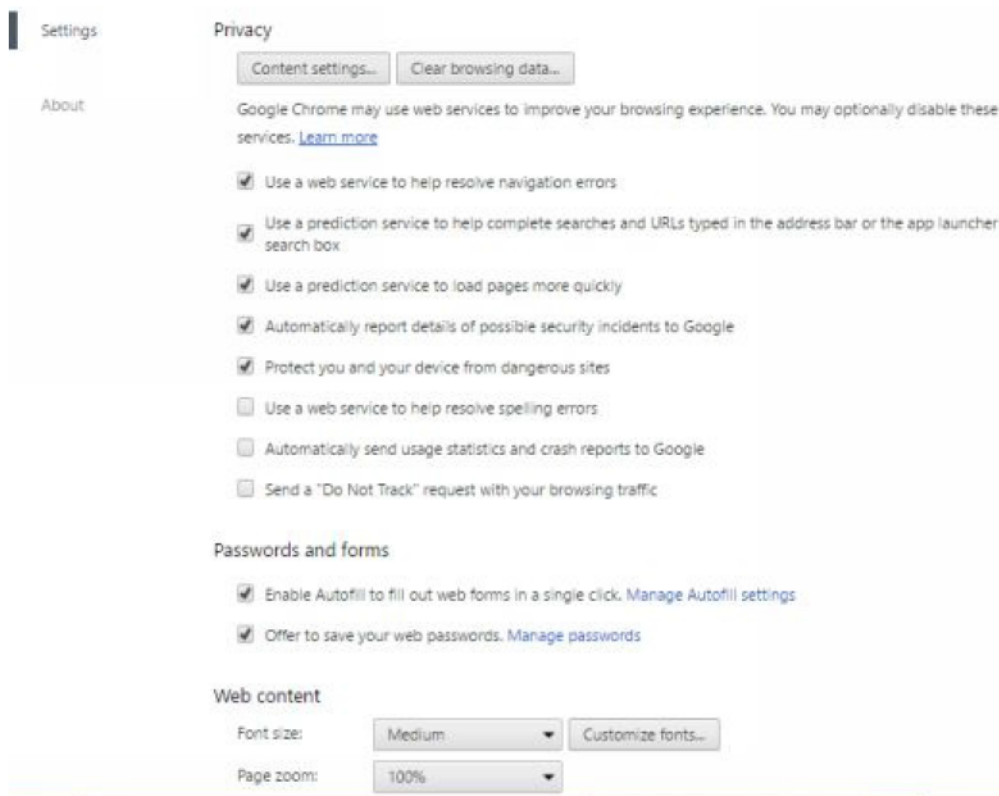 Settings
About
Privacy
Content settings...
Clear browsing data...
Google Chrome may use web services to improve your browsing experience. You may optionally disable these
services. Learn more
Use a web service to help resolve navigation errors
Use a prediction service to help complete searches and URLs typed in the address bar or the app launcher
search box
Use a prediction service to load pages more quickly
Automatically report details of possible security incidents to Google
Protect you and your device from dangerous sites
Use a web service to help resolve spelling errors
Automatically send usage statistics and crash reports to Google
Send a "Do Not Track" request with your browsing traffic
Passwords and forms
Enable Autofill to fill out web forms in a single click. Manage Autofill settings
Offer to save your web passwords. Manage passwords
Web content
Font size: Medium Customize fonts...
Page zoom: 100%